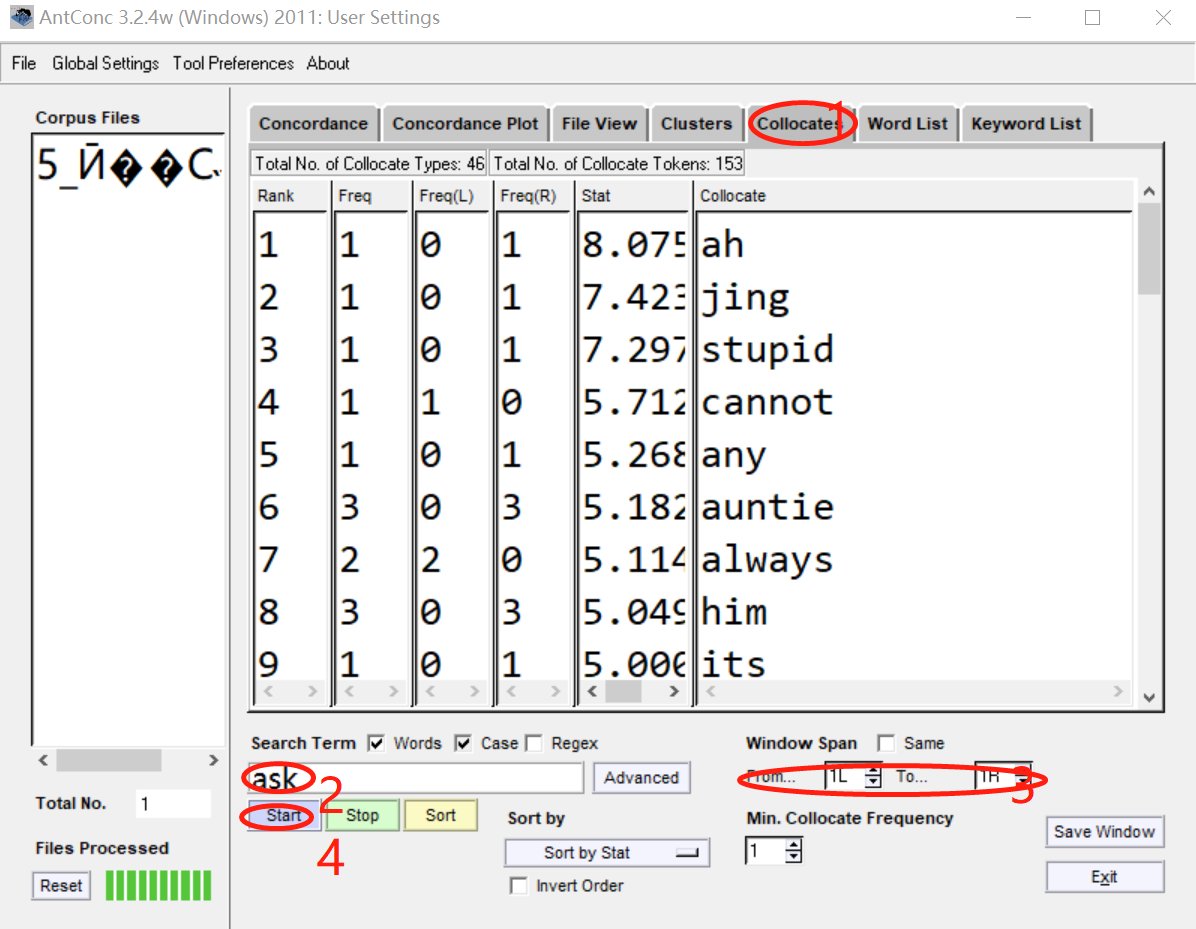 AntConc 3.2.4w (Windows) 2011: User Settings
File Global Settings Tool Preferences About
Corpus Files
5_Й��С
Concordance Concordance Plot File View Clusters Collocates 1 Word List Keyword List
Total No. of Collocate Types: 46 Total No. of Collocate Tokens: 153
Rank Freq Freq(L) Freq(R) Stat Collocate
1 1 0 1 8.075 ah
2 1 0 1 7.423 jing
3 1 0 1 7.297 stupid
4 1 1 0 5.712 cannot
5 1 0 1 5.268 any
6 3 0 3 5.182 auntie
7 2 2 0 5.114 always
8 3 0 3 5.049 him
9 1 0 1 5.000 its
Search Term Words Case Regex
Window Span Same
ask 2 Advanced
From... 1L To... 1R 3
Total No. 1
Start Stop Sort
4
Sort by
Sort by Stat
Invert Order
Min. Collocate Frequency
1
Files Processed
Reset
Save Window
Exit